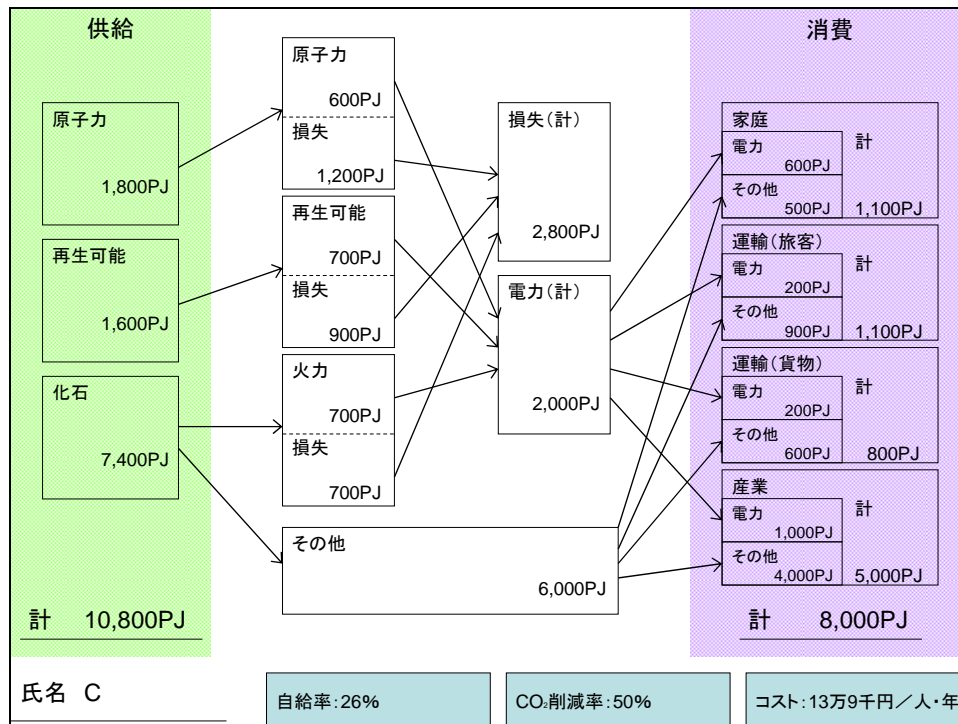 供給
原子力
1,800PJ
再生可能
1,600PJ
化石
7,400PJ
計 10,800PJ
原子力
600PJ
損失
1,200PJ
再生可能
700PJ
損失
900PJ
火力
700PJ
損失
700PJ
その他
6,000PJ
損失(計)
2,800PJ
電力(計)
2,000PJ
消費
家庭
電力
600PJ
その他
500PJ
計
1,100PJ
運輸(旅客)
電力
200PJ
その他
900PJ
計
1,100PJ
運輸(貨物)
電力
200PJ
その他
600PJ
計
800PJ
産業
電力
1,000PJ
その他
4,000PJ
計
5,000PJ
計 8,000PJ
氏名 C
自給率:26%
CO₂削減率:50%
コスト:13万9千円/人・年